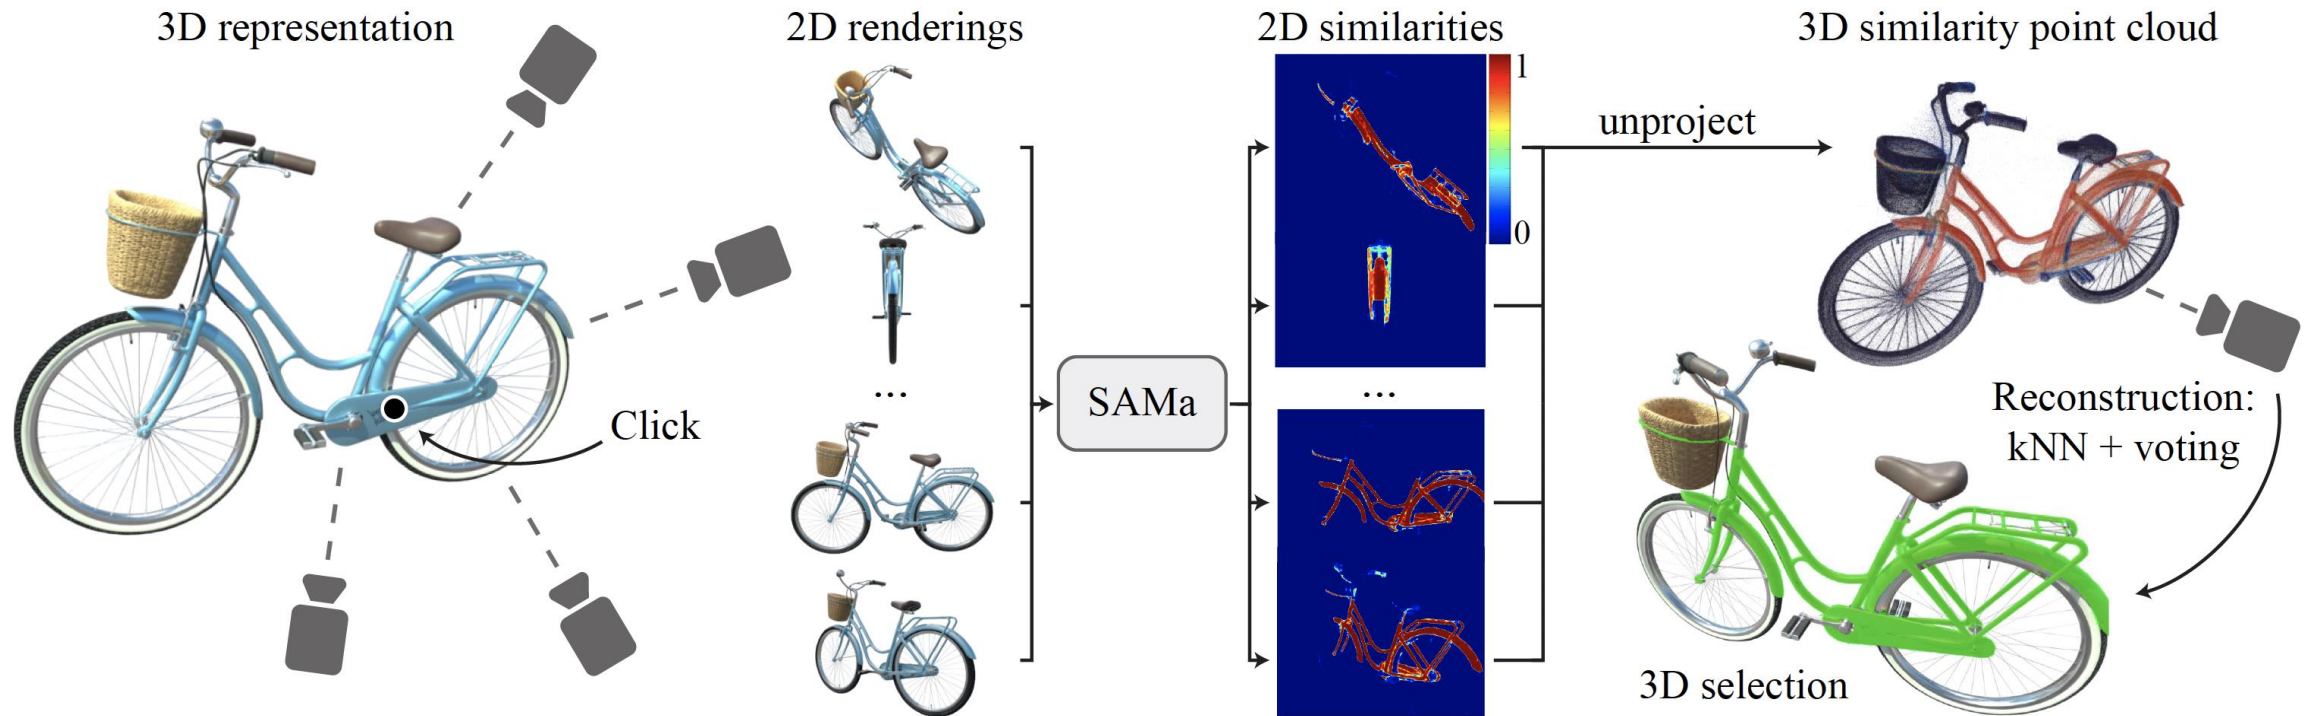 3D representation
2D renderings
2D similarities
3D similarity point cloud
Click
...
SAMa
1
0
...
unproject
Reconstruction:
kNN + voting
3D selection